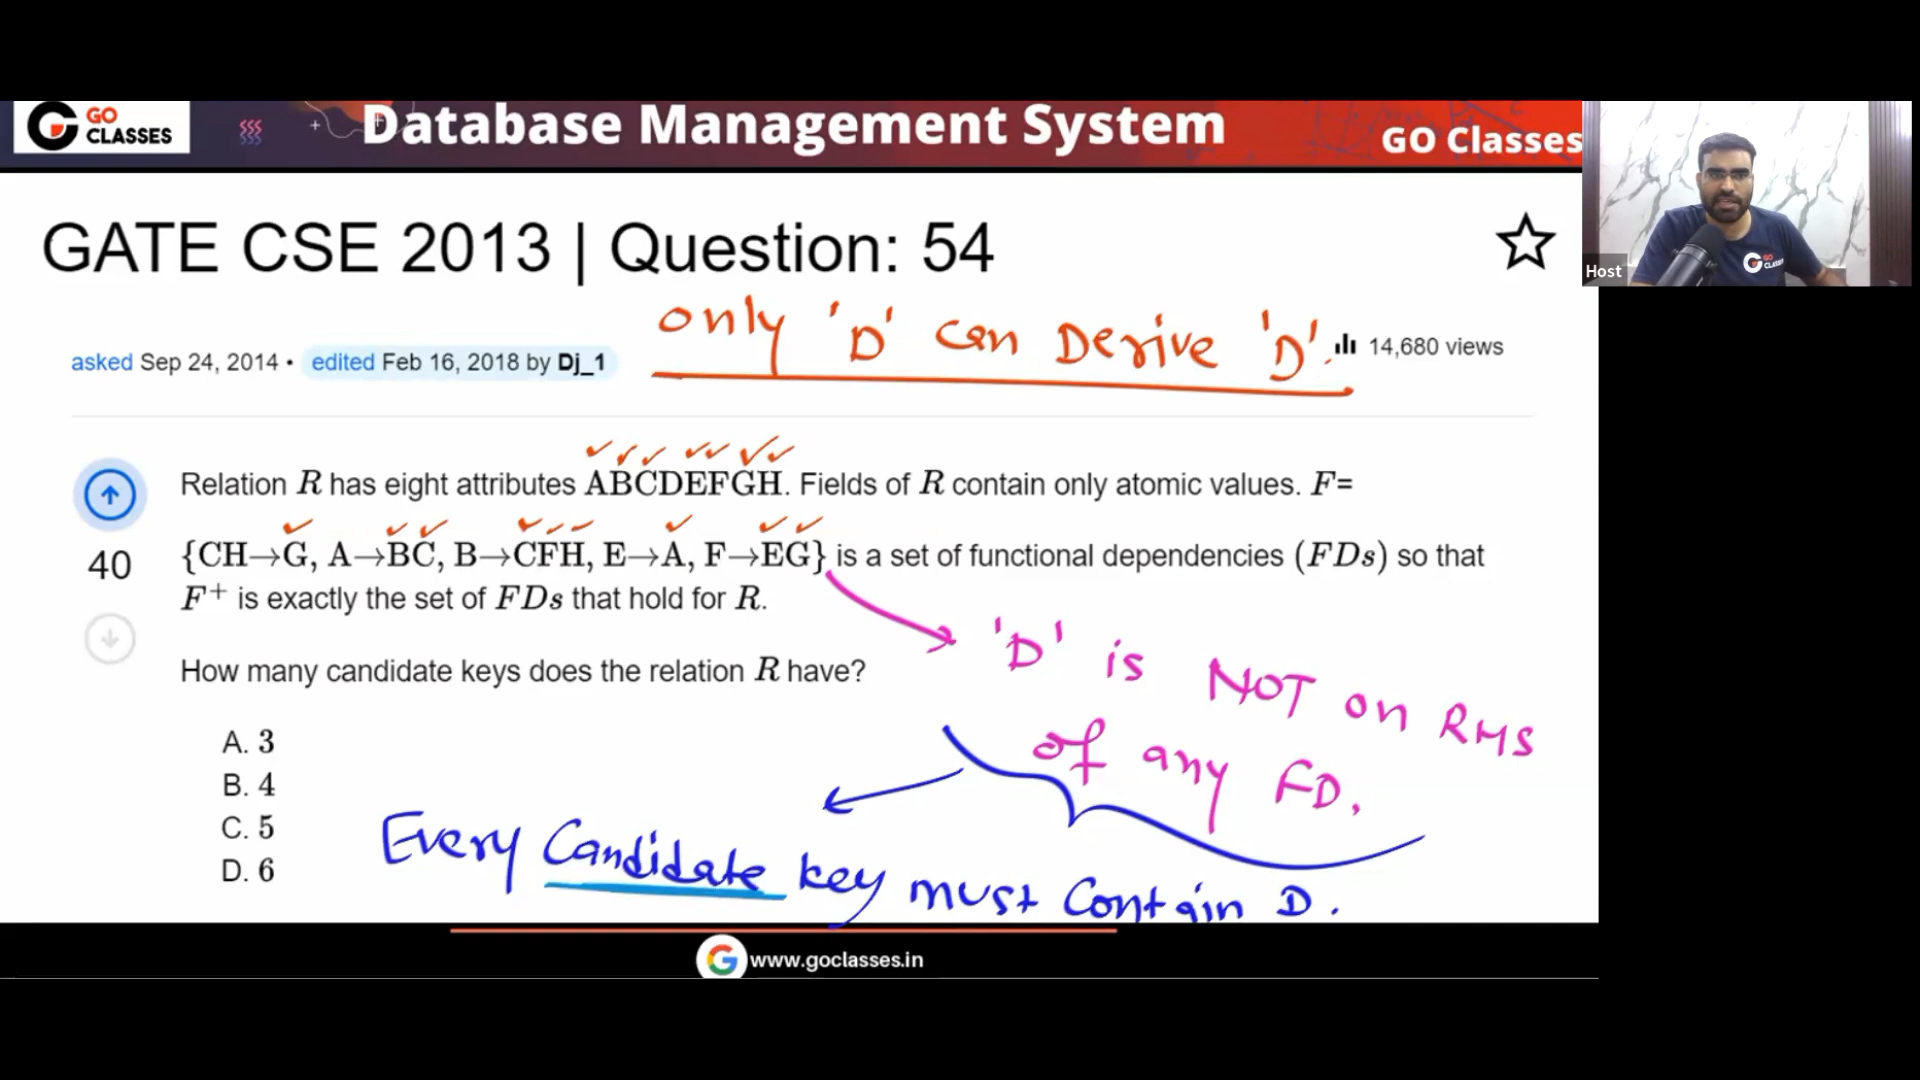 GO CLASSES
Database Management System
GO Classes
GATE CSE 2013 | Question: 54
Host
only 'D' can Derive 'D'.
asked Sep 24, 2014 • edited Feb 16, 2018 by Dj_1
14,680 views
Relation R has eight attributes ABCDEFGH. Fields of R contain only atomic values. F=
40
{CH→G, A→BC, B→CFH, E→A, F→EG} is a set of functional dependencies (FDs) so that
F⁺ is exactly the set of FDs that hold for R.
'D' is NOT on RHS
of any FD.
How many candidate keys does the relation R have?
A. 3
B. 4
C. 5
D. 6
Every Candidate key must Contain D.
www.goclasses.in